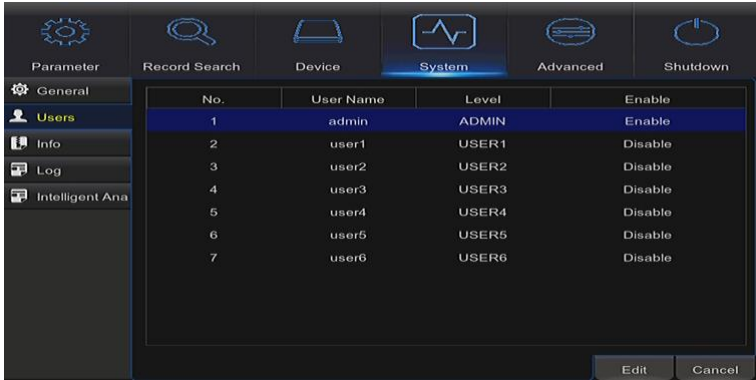 Parameter Record Search Device System Advanced Shutdown
General
Users
Info
Log
Intelligent Ana
No. User Name Level Enable
1 admin ADMIN Enable
2 user1 USER1 Disable
3 user2 USER2 Disable
4 user3 USER3 Disable
5 user4 USER4 Disable
6 user5 USER5 Disable
7 user6 USER6 Disable
Edit Cancel